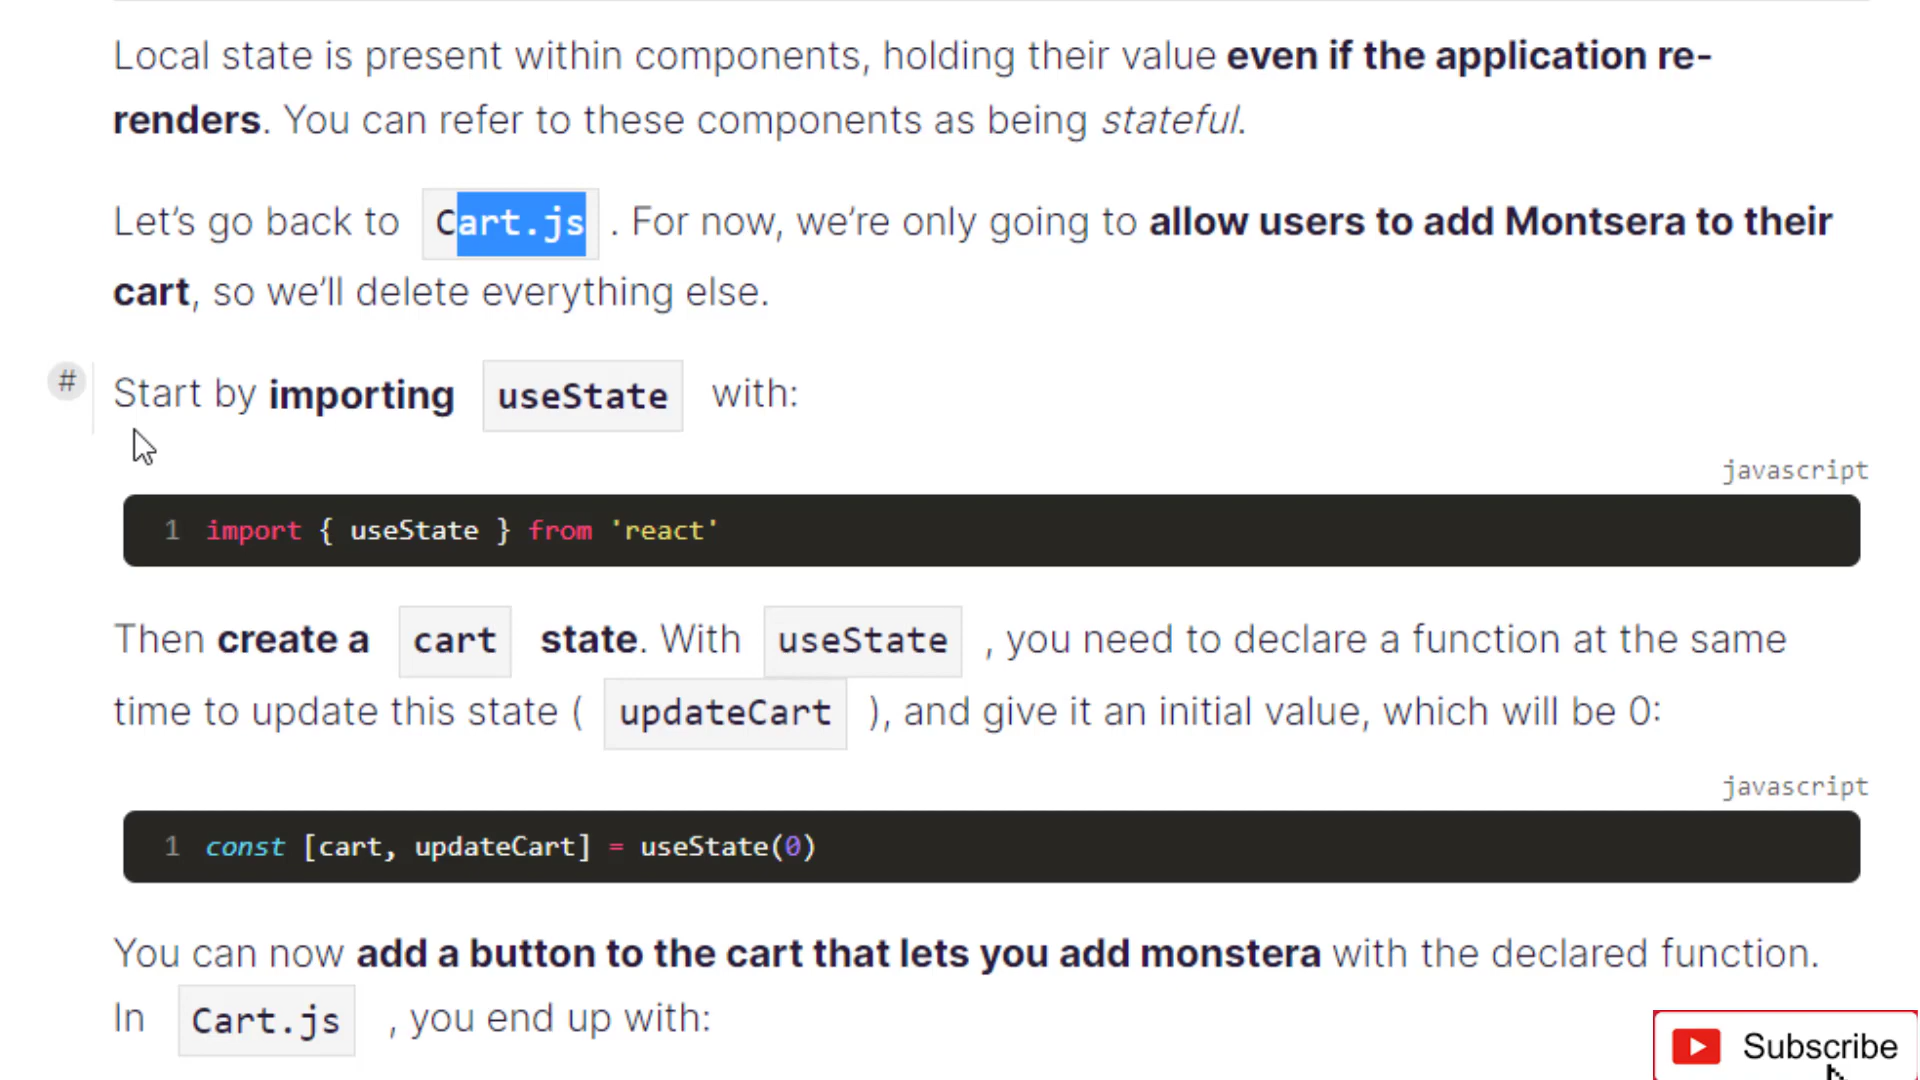 Local state is present within components, holding their value even if the application re-
renders. You can refer to these components as being stateful.
Let's go back to Cart.js . For now, we're only going to allow users to add Montsera to their
cart, so we'll delete everything else.
#
Start by importing useState with:
javascript
1 import { useState } from 'react'
Then create a cart state. With useState , you need to declare a function at the same
time to update this state ( updateCart ), and give it an initial value, which will be 0:
javascript
1 const [cart, updateCart] = useState(0)
You can now add a button to the cart that lets you add monstera with the declared function.
In Cart.js , you end up with:
Subscribe